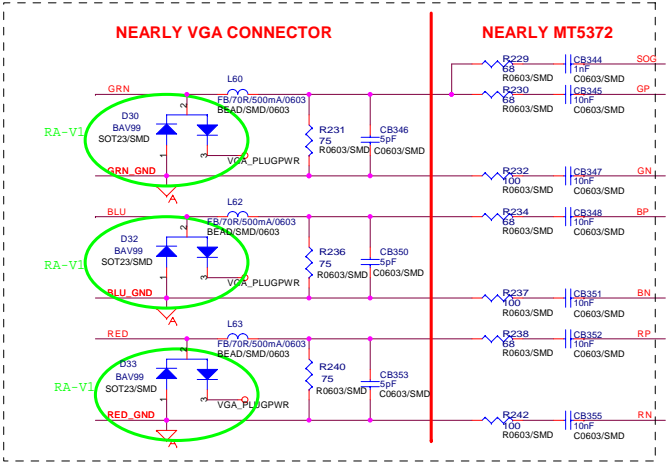 NEARLY VGA CONNECTOR
NEARLY MT5372
R229
68
R0603/SMD
CB344
1nF
C0603/SMD
SOG
GRN
L60
FB/70R/500mA/0603
BEAD/SMD/0603
R230
68
R0603/SMD
CB345
10nF
C0603/SMD
GP
RA-V1
D30
BAV99
SOT23/SMD
2
1
3
VGA_PLUGPWR
R231
75
R0603/SMD
CB346
5pF
C0603/SMD
GRN_GND
A
R232
100
R0603/SMD
CB347
10nF
C0603/SMD
GN
BLU
L62
FB/70R/500mA/0603
BEAD/SMD/0603
R234
68
R0603/SMD
CB348
10nF
C0603/SMD
BP
RA-V1
D32
BAV99
SOT23/SMD
2
1
3
VGA_PLUGPWR
R236
75
R0603/SMD
CB350
5pF
C0603/SMD
BLU_GND
A
R237
100
R0603/SMD
CB351
10nF
C0603/SMD
BN
RED
L63
FB/70R/500mA/0603
BEAD/SMD/0603
R238
68
R0603/SMD
CB352
10nF
C0603/SMD
RP
RA-V1
D33
BAV99
SOT23/SMD
2
1
3
VGA_PLUGPWR
R240
75
R0603/SMD
CB353
5pF
C0603/SMD
RED_GND
A
R242
100
R0603/SMD
CB355
10nF
C0603/SMD
RN